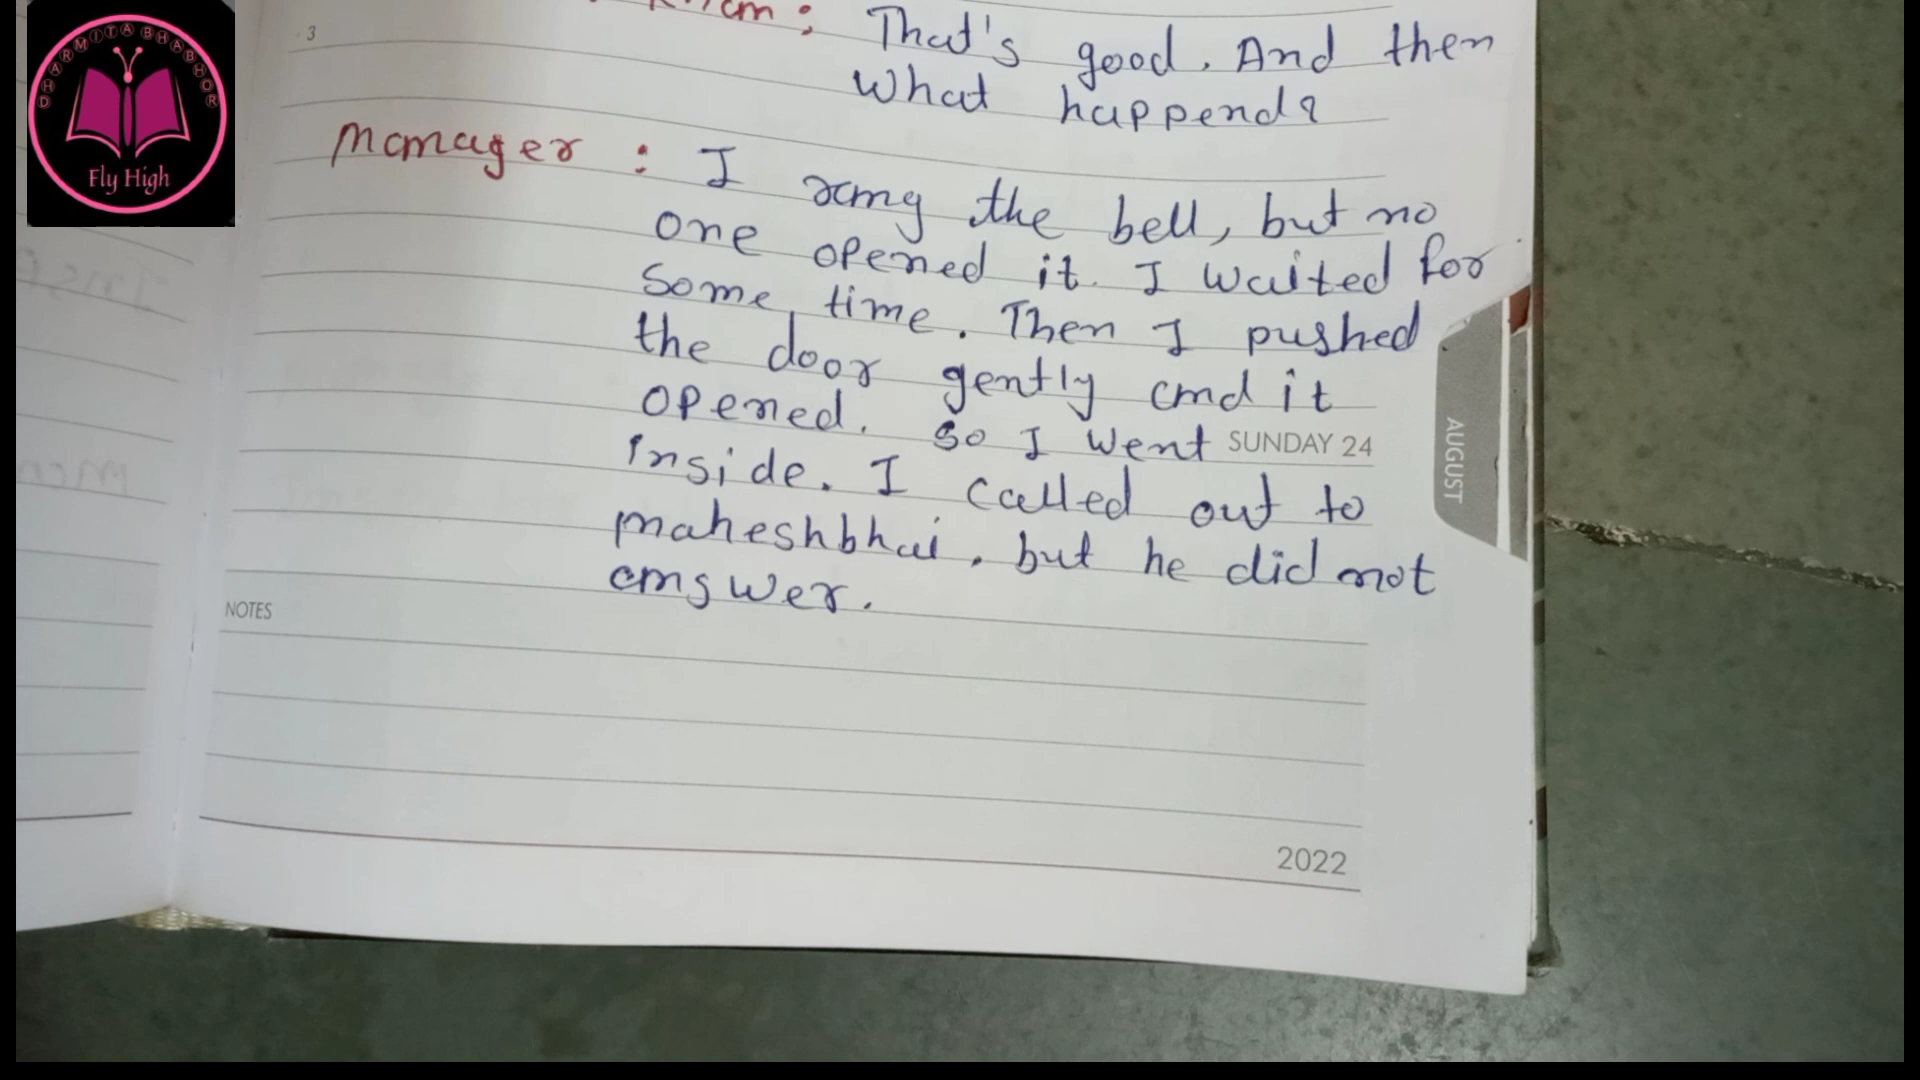 DHARMITA BHABHOR
Fly High
3
:
That's good. And then
What happend?
Manager : I rang the bell, but no
one opened it. I waited for
some time. Then I pushed
the door gently and it
opened. So I went
SUNDAY 24
inside. I called out to
maheshbhai. but he did not
answer.
AUGUST
NOTES
2022